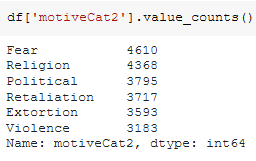 df['motiveCat2'].value_counts()
Fear 4610
Religion 4368
Political 3795
Retaliation 3717
Extortion 3593
Violence 3183
Name: motiveCat2, dtype: int64